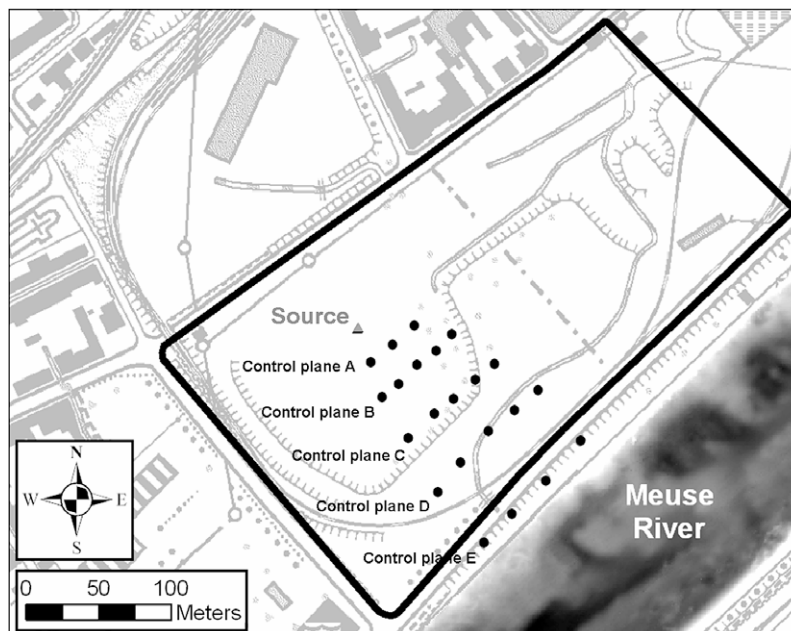 Source
Control plane A
Control plane B
Control plane C
Control plane D
Control plane E
Meuse
River
N
W E
S
0 50 100
Meters